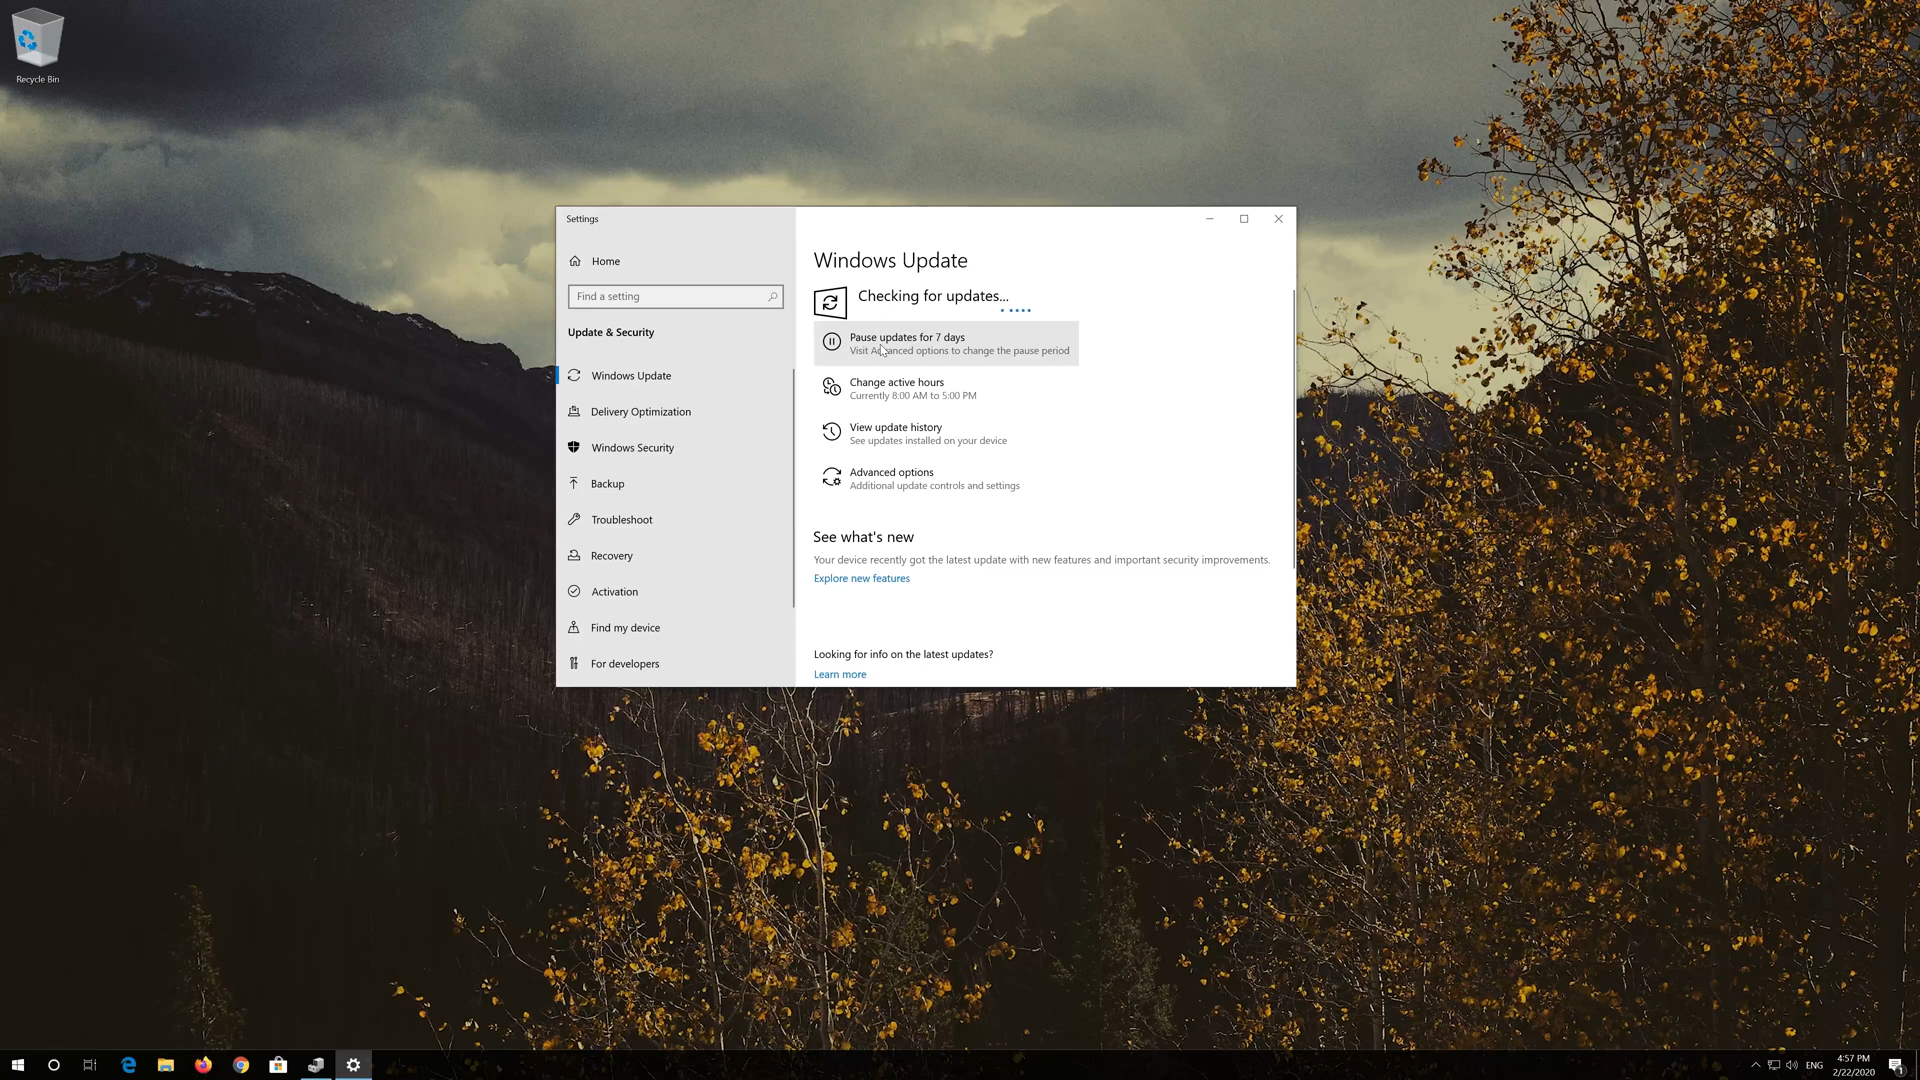 Recycle Bin
Settings
Home
Find a setting
Update & Security
Windows Update
Delivery Optimization
Windows Security
Backup
Troubleshoot
Recovery
Activation
Find my device
For developers
Windows Update
Checking for updates...
Pause updates for 7 days
Visit Advanced options to change the pause period
Change active hours
Currently 8:00 AM to 5:00 PM
View update history
See updates installed on your device
Advanced options
Additional update controls and settings
See what's new
Your device recently got the latest update with new features and important security improvements.
Explore new features
Looking for info on the latest updates?
Learn more
ENG
4:57 PM
2/22/2020
1